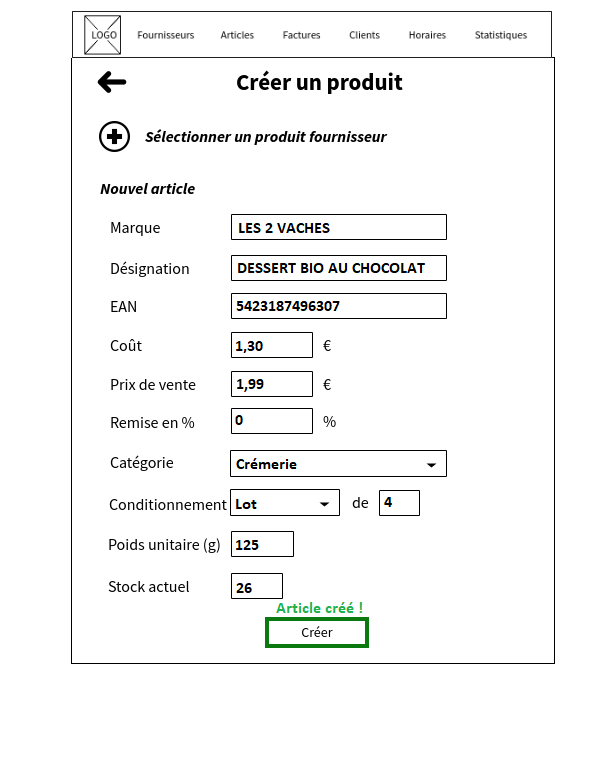 LOGO Fournisseurs Articles Factures Clients Horaires Statistiques
Créer un produit
Sélectionner un produit fournisseur
Nouvel article
Marque LES 2 VACHES
Désignation DESSERT BIO AU CHOCOLAT
EAN 5423187496307
Coût 1,30 €
Prix de vente 1,99 €
Remise en % 0 %
Catégorie Crémerie
Conditionnement Lot de 4
Poids unitaire (g) 125
Stock actuel 26
Article créé !
Créer